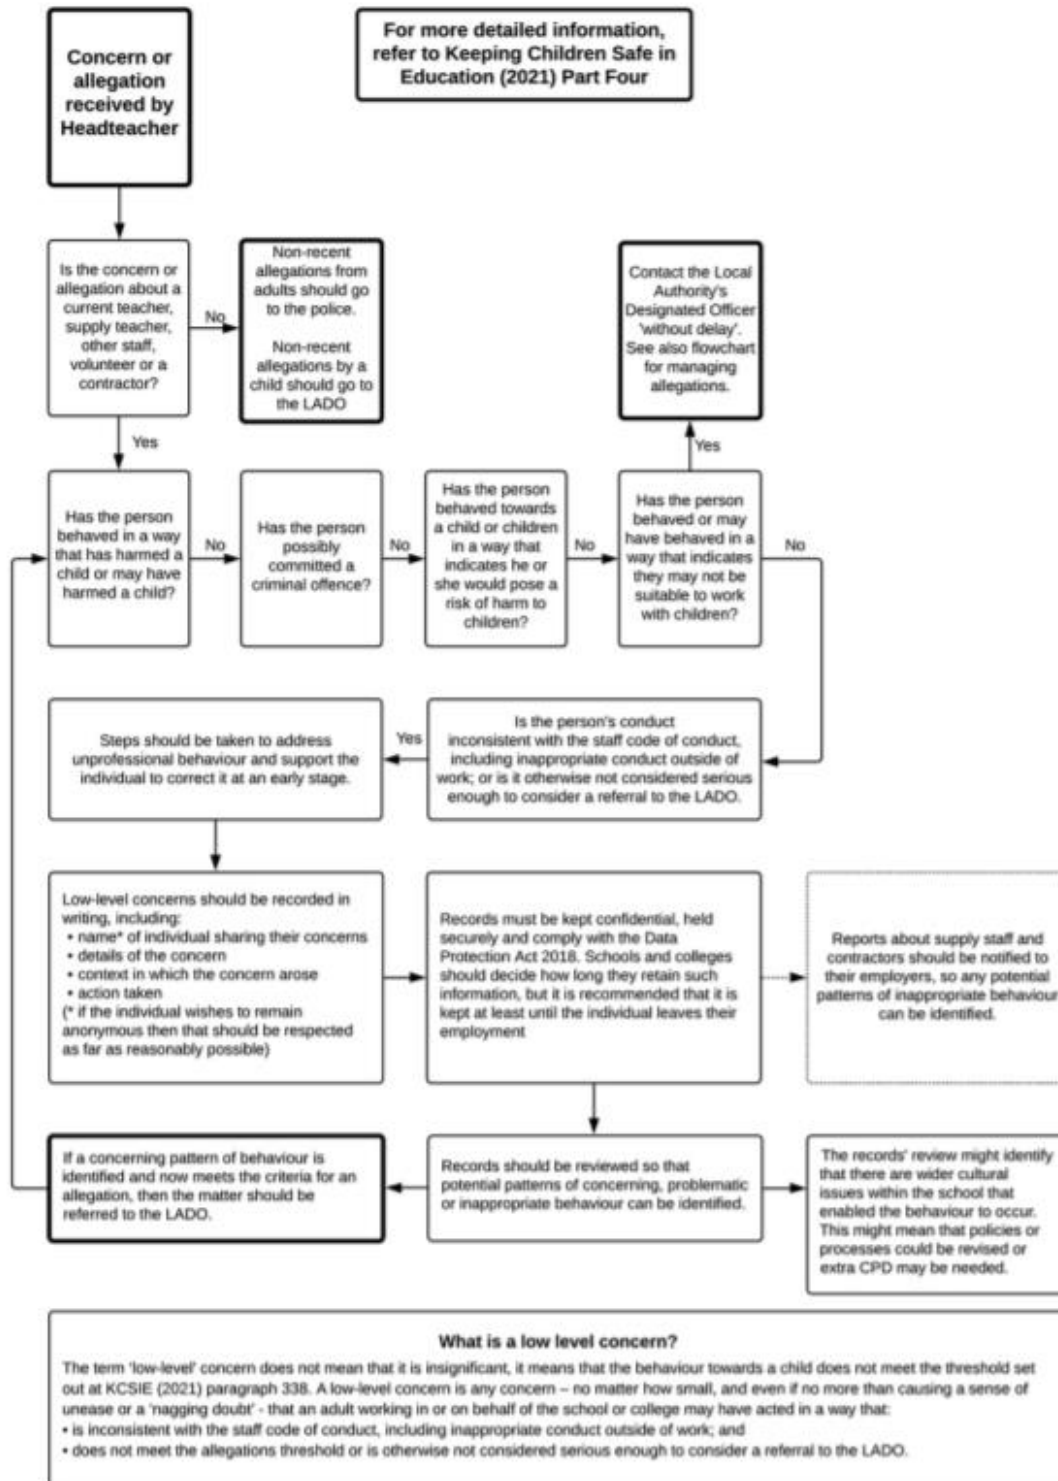 Concern or
allegation
received by
Headteacher
For more detailed information,
refer to Keeping Children Safe in
Education (2021) Part Four
Is the concern or
allegation about a
current teacher,
supply teacher,
other staff,
volunteer or a
contractor?
No
Non-recent
allegations from
adults should go
to the police.
Non-recent
allegations by a
child should go to
the LADO
Contact the Local
Authority's
Designated Officer
'without delay'.
See also flowchart
for managing
allegations.
Yes
Yes
Has the person
behaved in a way
that has harmed a
child or may have
harmed a child?
No
Has the person
possibly
committed a
criminal offence?
No
Has the person
behaved towards
a child or children
in a way that
indicates he or
she would pose a
risk of harm to
children?
No
Has the person
behaved or may
have behaved in a
way that indicates
they may not be
suitable to work
with children?
No
Is the person's conduct
inconsistent with the staff code of conduct,
including inappropriate conduct outside of
work; or is it otherwise not considered serious
enough to consider a referral to the LADO.
Yes
Steps should be taken to address
unprofessional behaviour and support the
individual to correct it at an early stage.
Low-level concerns should be recorded in
writing, including:
• name* of individual sharing their concerns
• details of the concern
• context in which the concern arose
• action taken
(* if the individual wishes to remain
anonymous then that should be respected
as far as reasonably possible)
Records must be kept confidential, held
securely and comply with the Data
Protection Act 2018. Schools and colleges
should decide how long they retain such
information, but it is recommended that it is
kept at least until the individual leaves their
employment
Reports about supply staff and
contractors should be notified to
their employers, so any potential
patterns of inappropriate behaviour
can be identified.
If a concerning pattern of behaviour is
identified and now meets the criteria for an
allegation, then the matter should be
referred to the LADO.
Records should be reviewed so that
potential patterns of concerning, problematic
or inappropriate behaviour can be identified.
The records' review might identify
that there are wider cultural
issues within the school that
enabled the behaviour to occur.
This might mean that policies or
processes could be revised or
extra CPD may be needed.
What is a low level concern?
The term 'low-level' concern does not mean that it is insignificant, it means that the behaviour towards a child does not meet the threshold set
out at KCSIE (2021) paragraph 338. A low-level concern is any concern – no matter how small, and even if no more than causing a sense of
unease or a 'nagging doubt' - that an adult working in or on behalf of the school or college may have acted in a way that:
• is inconsistent with the staff code of conduct, including inappropriate conduct outside of work; and
• does not meet the allegations threshold or is otherwise not considered serious enough to consider a referral to the LADO.